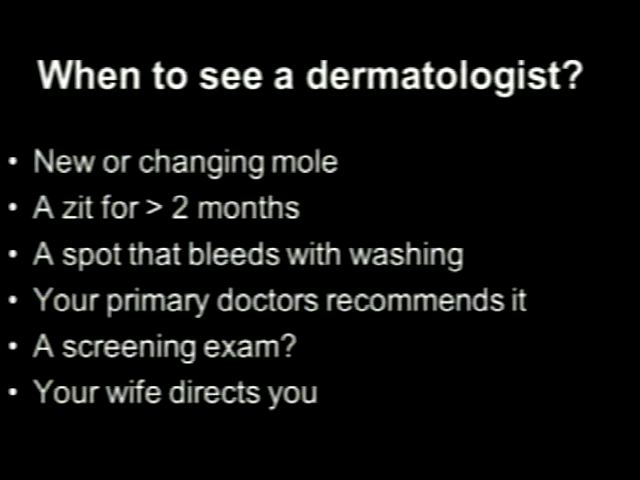 When to see a dermatologist?
• New or changing mole
• A zit for > 2 months
• A spot that bleeds with washing
• Your primary doctors recommends it
• A screening exam?
• Your wife directs you